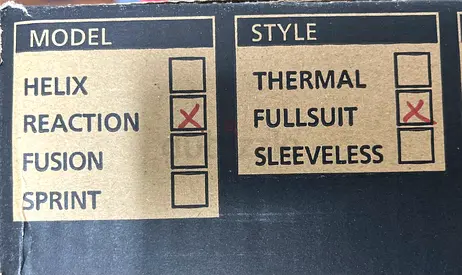 MODEL
HELIX
REACTION X
FUSION
SPRINT
STYLE
THERMAL
FULLSUIT X
SLEEVELESS